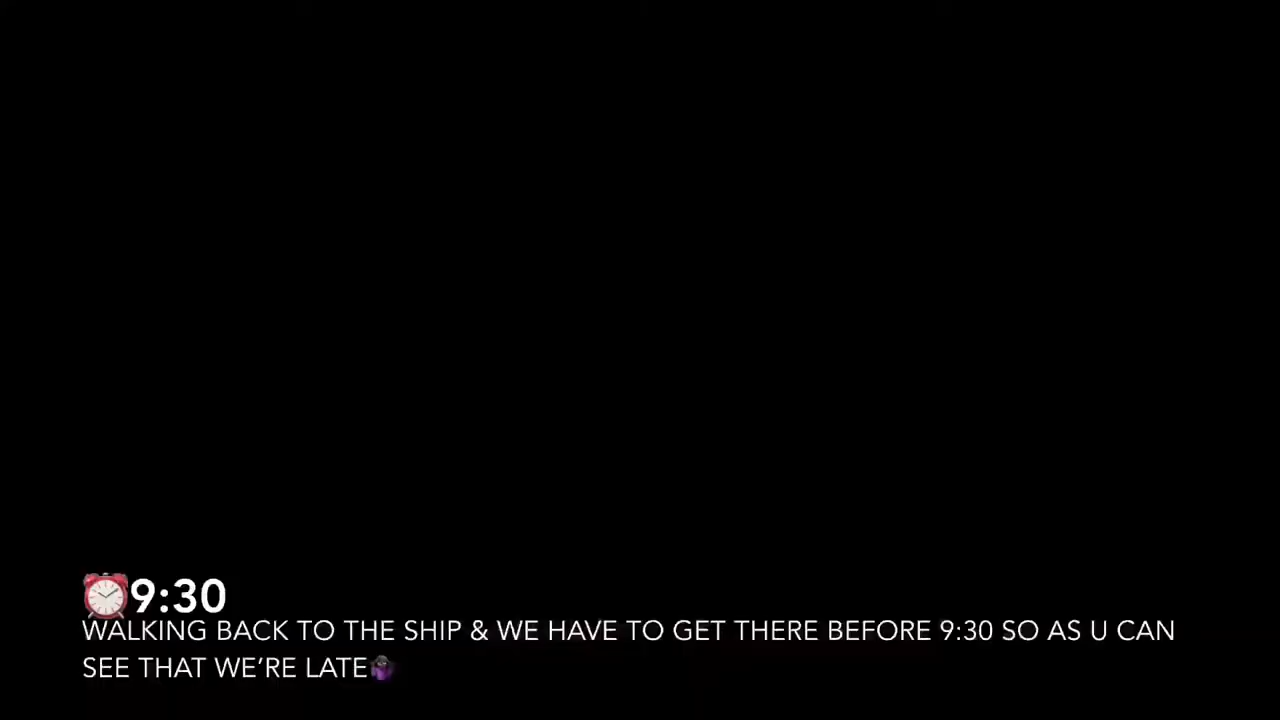 ⏰9:30
WALKING BACK TO THE SHIP & WE HAVE TO GET THERE BEFORE 9:30 SO AS U CAN
SEE THAT WE’RE LATE🤷🏿‍♀️